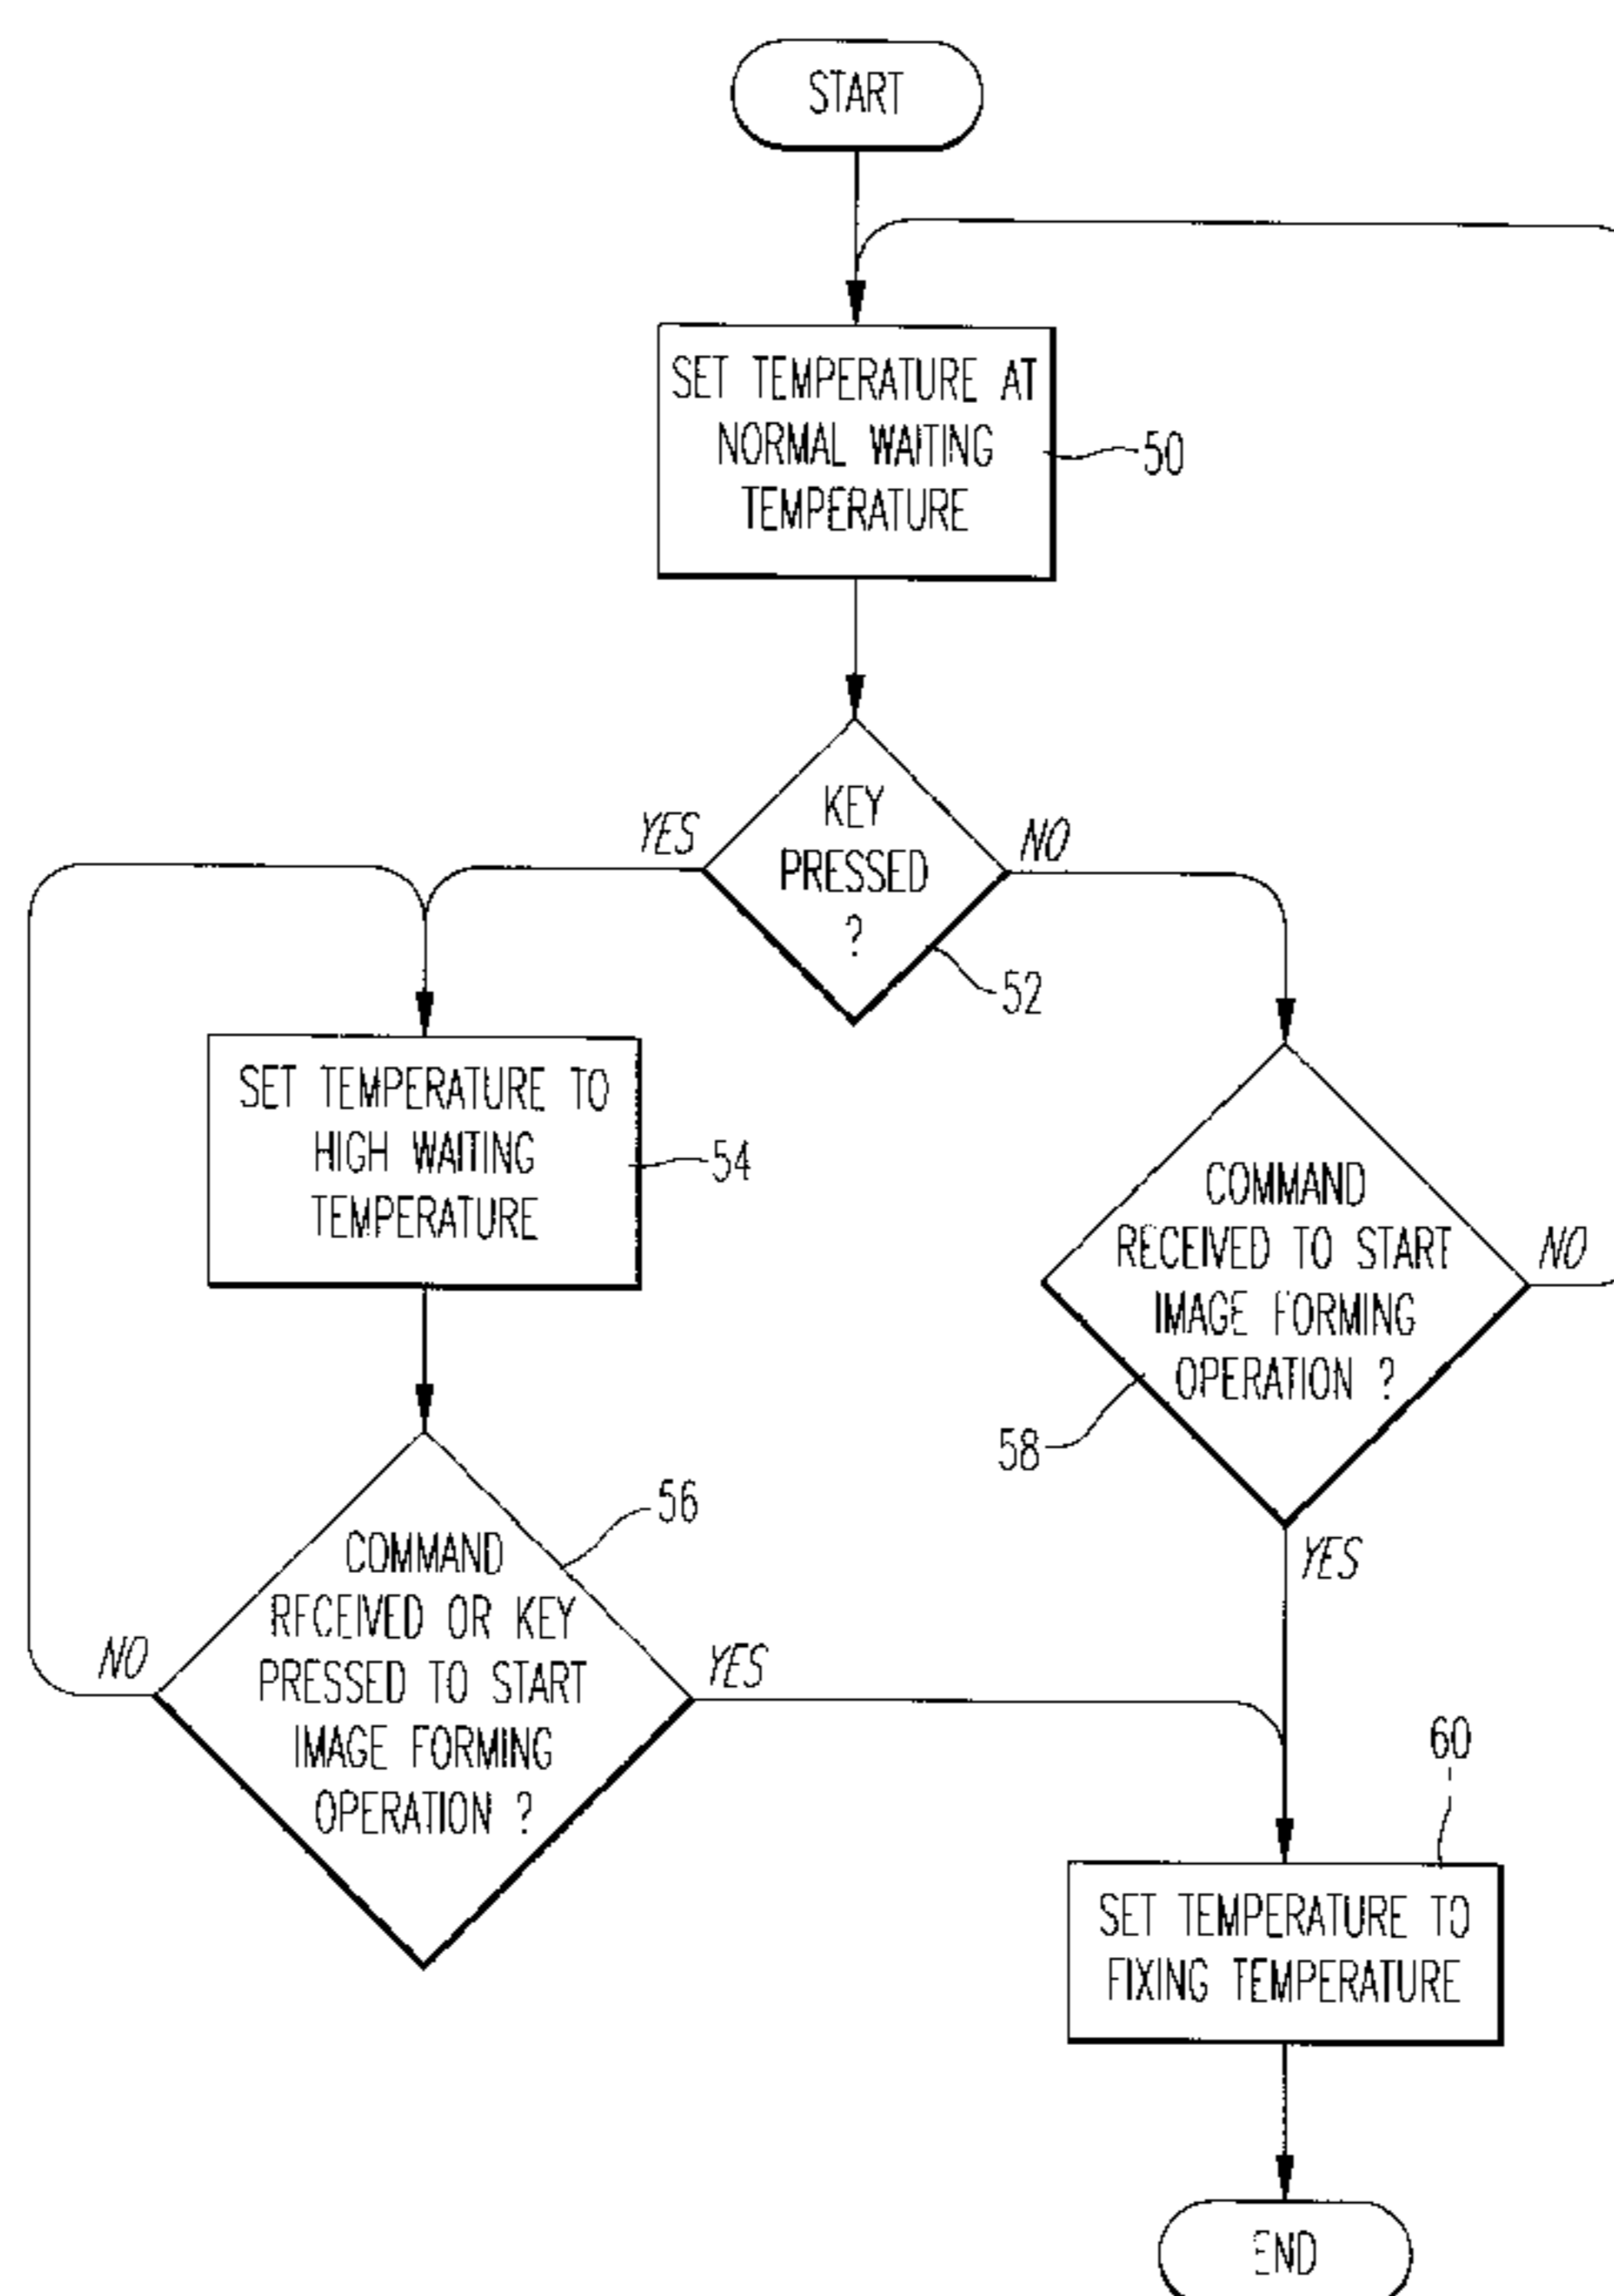 START
SET TEMPERATURE AT
NORMAL WAITING
TEMPERATURE
50
KEY
PRESSED
?
YES
NO
52
SET TEMPERATURE TO
HIGH WAITING
TEMPERATURE
54
COMMAND
RECEIVED TO START
IMAGE FORMING
OPERATION ?
NO
58
YES
56
COMMAND
RECEIVED OR KEY
PRESSED TO START
IMAGE FORMING
OPERATION ?
NO
YES
60
SET TEMPERATURE TO
FIXING TEMPERATURE
END